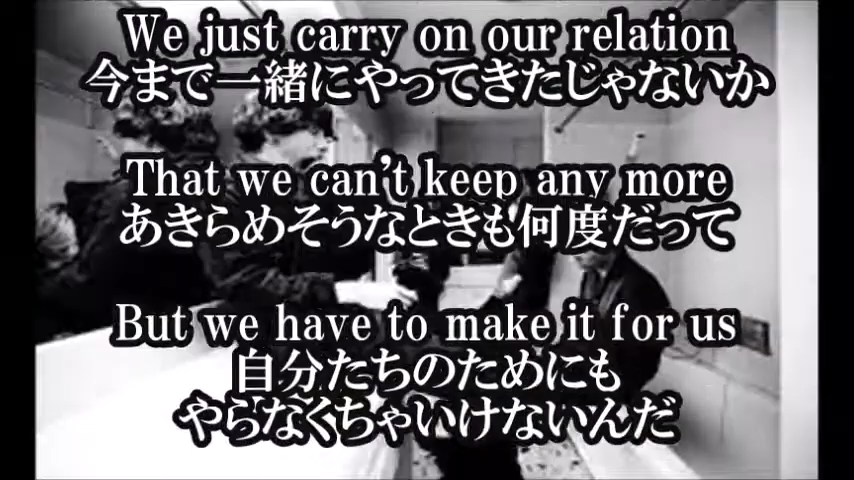 We just carry on our relation
今まで一緒にやってきたじゃないか
That we can't keep any more
あきらめそうなときも何度だって
But we have to make it for us
自分たちのためにも
やらなくちゃいけないんだ